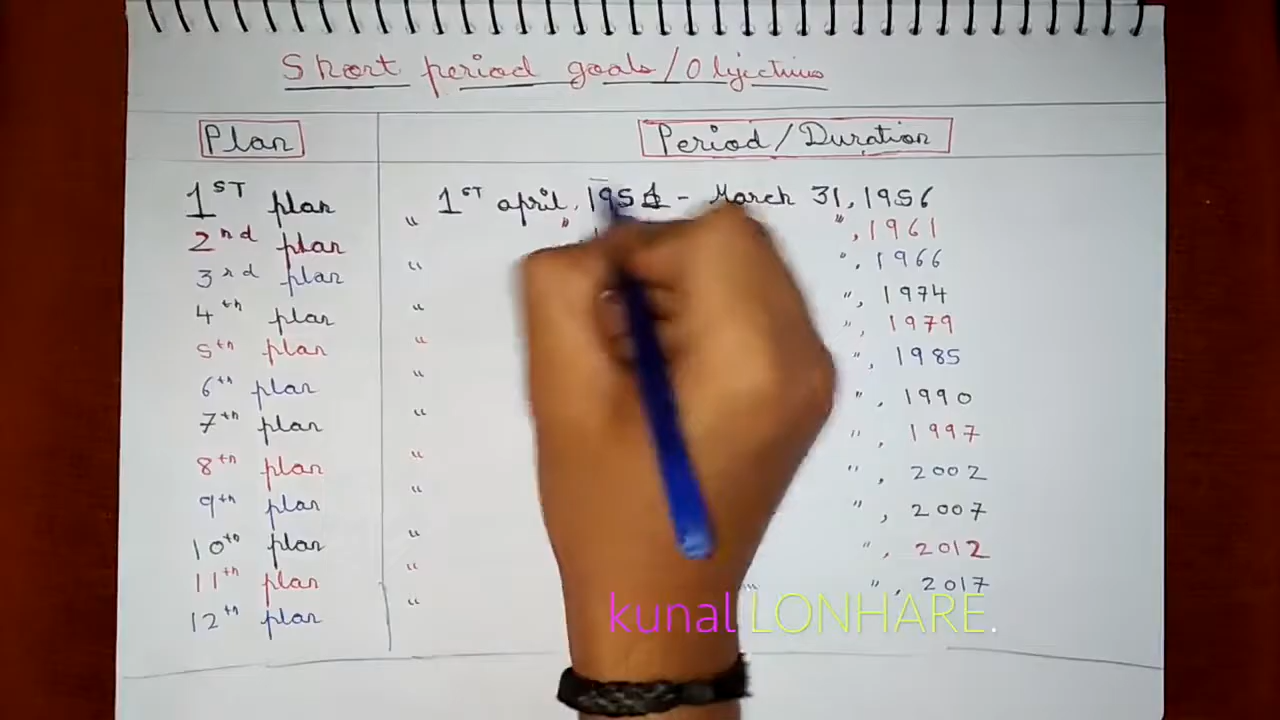 Short period goals/Objectives
Plan Period/Duration
1ST plan 1ST april, 1951 - March 31, 1956
2nd plan " " ", 1961
3rd plan " ", 1966
4th plan " ", 1974
5th plan " ", 1979
6th plan " ", 1985
7th plan " ", 1990
8th plan " ", 1997
9th plan " ", 2002
10th plan " ", 2007
11th plan " ", 2012
12th plan " " ", 2017
kunal LONHARE.